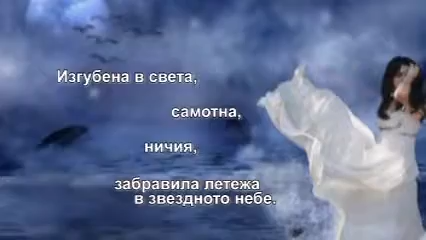 Изгубена в света,
самотна,
ничия,
забравила летежа
в звездното небе.